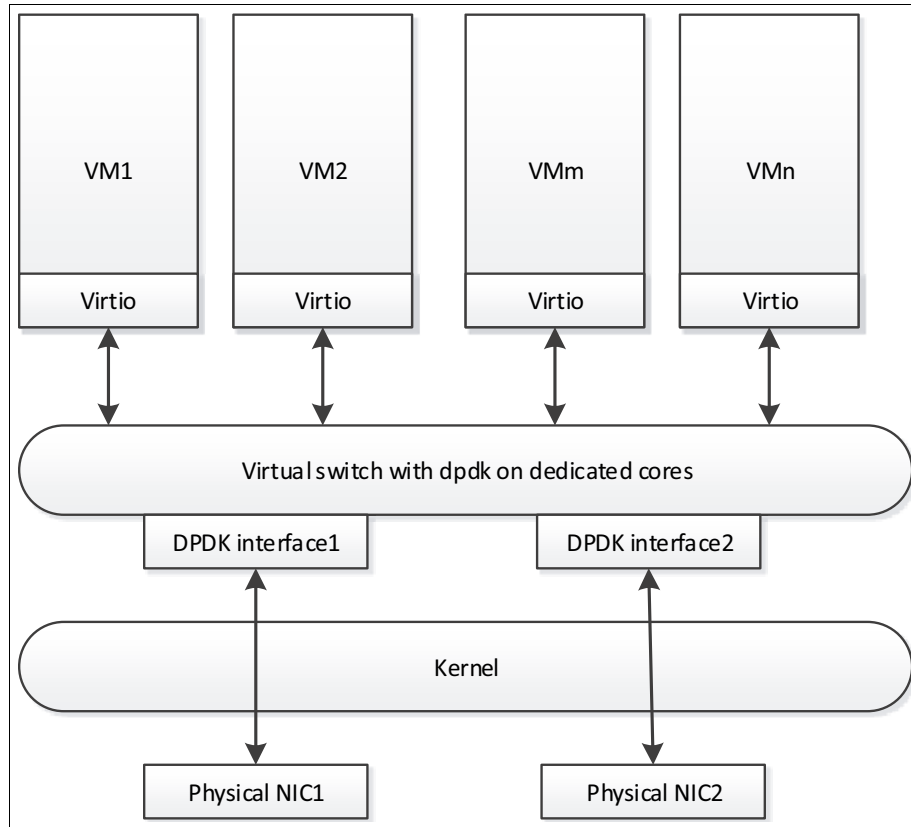 VM1
VM2
VMm
VMn
Virtio
Virtio
Virtio
Virtio
Virtual switch with dpdk on dedicated cores
DPDK interface1
DPDK interface2
Kernel
Physical NIC1
Physical NIC2